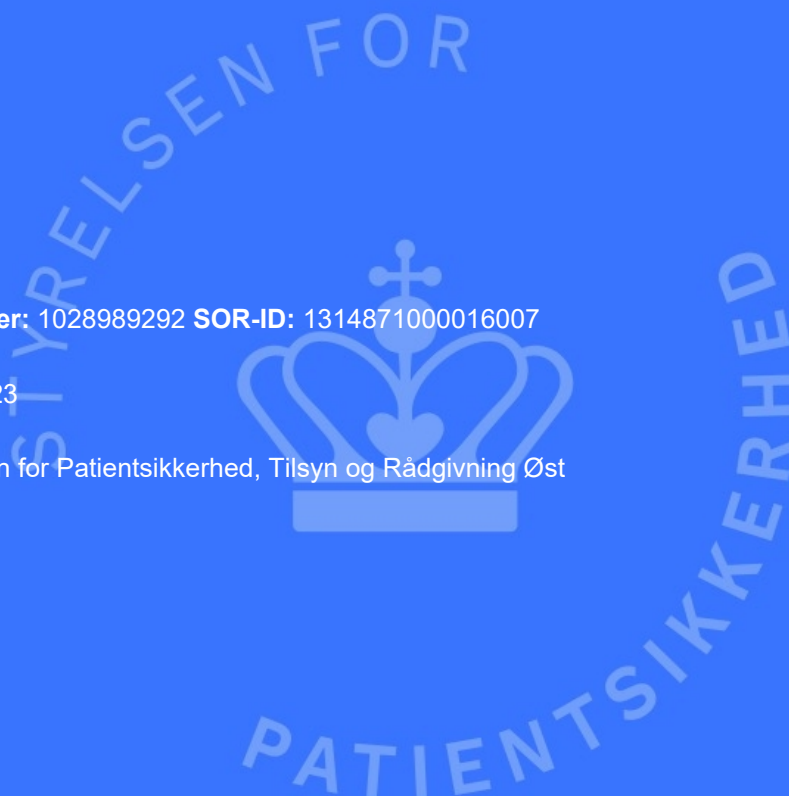 STYRELSEN FOR
er: 1028989292 SOR-ID: 1314871000016007
23
n for Patientsikkerhed, Tilsyn og Rådgivning Øst
PATIENTSIKKERHED